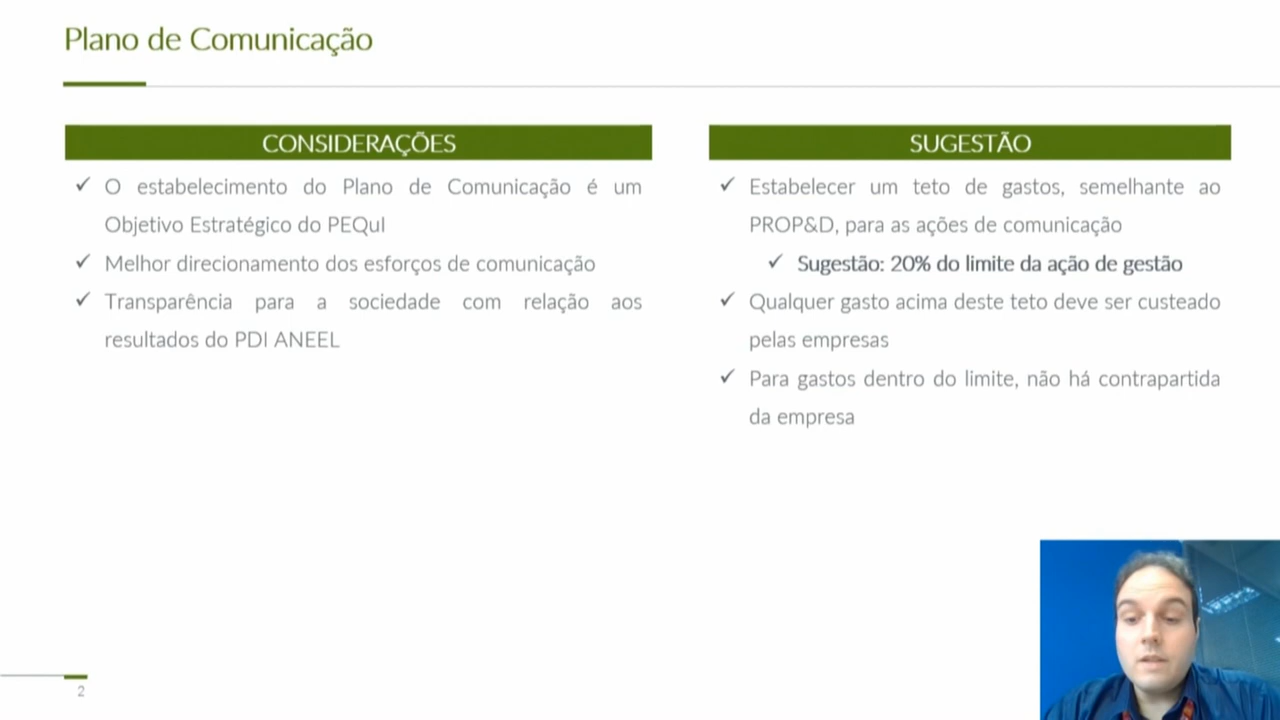 Plano de Comunicação
CONSIDERAÇÕES
O estabelecimento do Plano de Comunicação é um
Objetivo Estratégico do PEQuI
Melhor direcionamento dos esforços de comunicação
Transparência para a sociedade com relação aos
resultados do PDI ANEEL
SUGESTÃO
Estabelecer um teto de gastos, semelhante ao
PROP&D, para as ações de comunicação
Sugestão: 20% do limite da ação de gestão
Qualquer gasto acima deste teto deve ser custeado
pelas empresas
Para gastos dentro do limite, não há contrapartida
da empresa
2